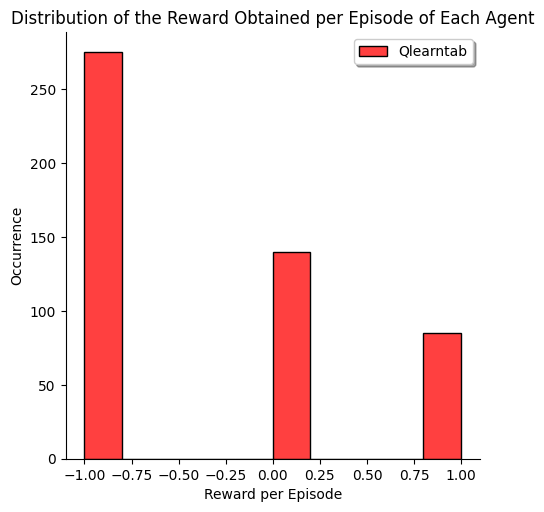 Distribution of the Reward Obtained per Episode of Each Agent
Qlearntab
Occurrence
250
200
150
100
50
0
−1.00 −0.75 −0.50 −0.25 0.00 0.25 0.50 0.75 1.00
Reward per Episode